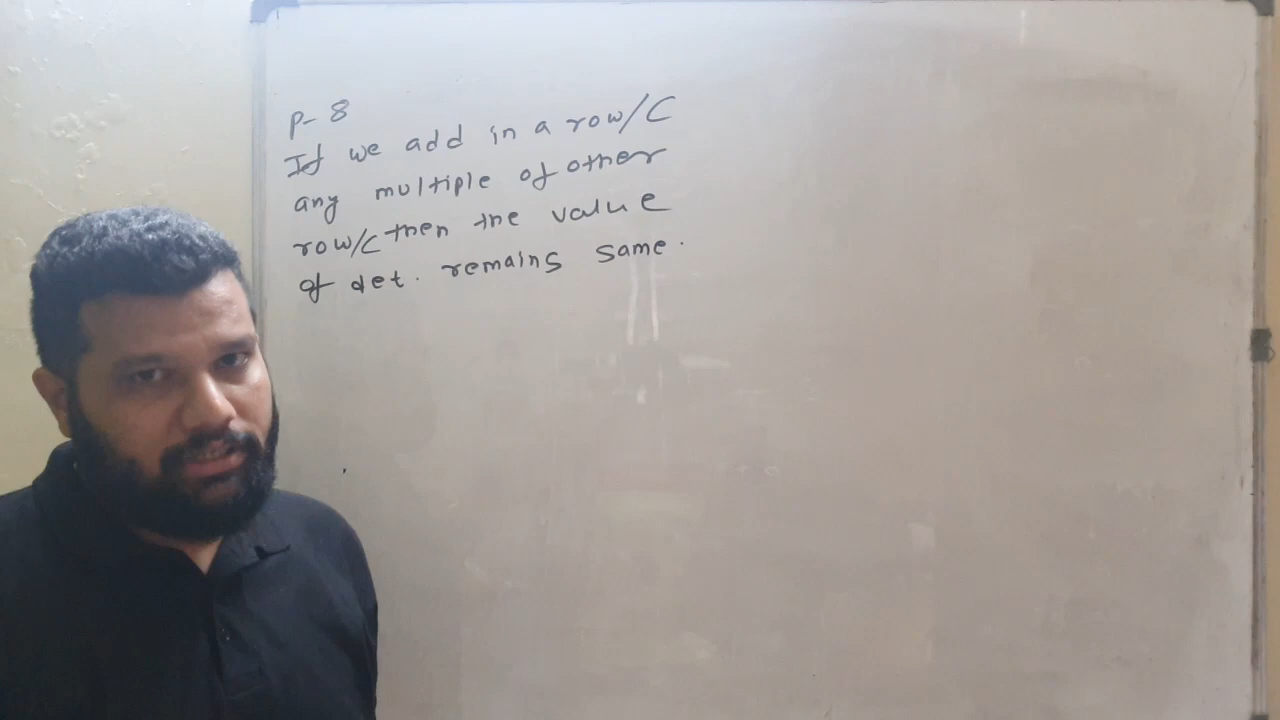 P-8
If we add in a row/C
any multiple of other
row/C then the value
of det. remains same.